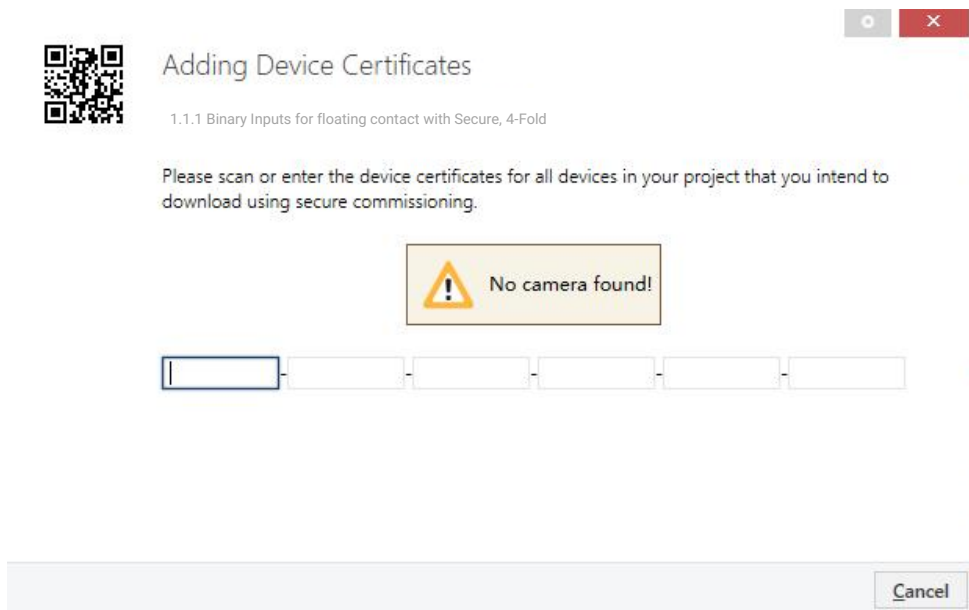 Adding Device Certificates
1.1.1 Binary Inputs for floating contact with Secure, 4-Fold
Please scan or enter the device certificates for all devices in your project that you intend to
download using secure commissioning.
No camera found!
- - - - -
Cancel